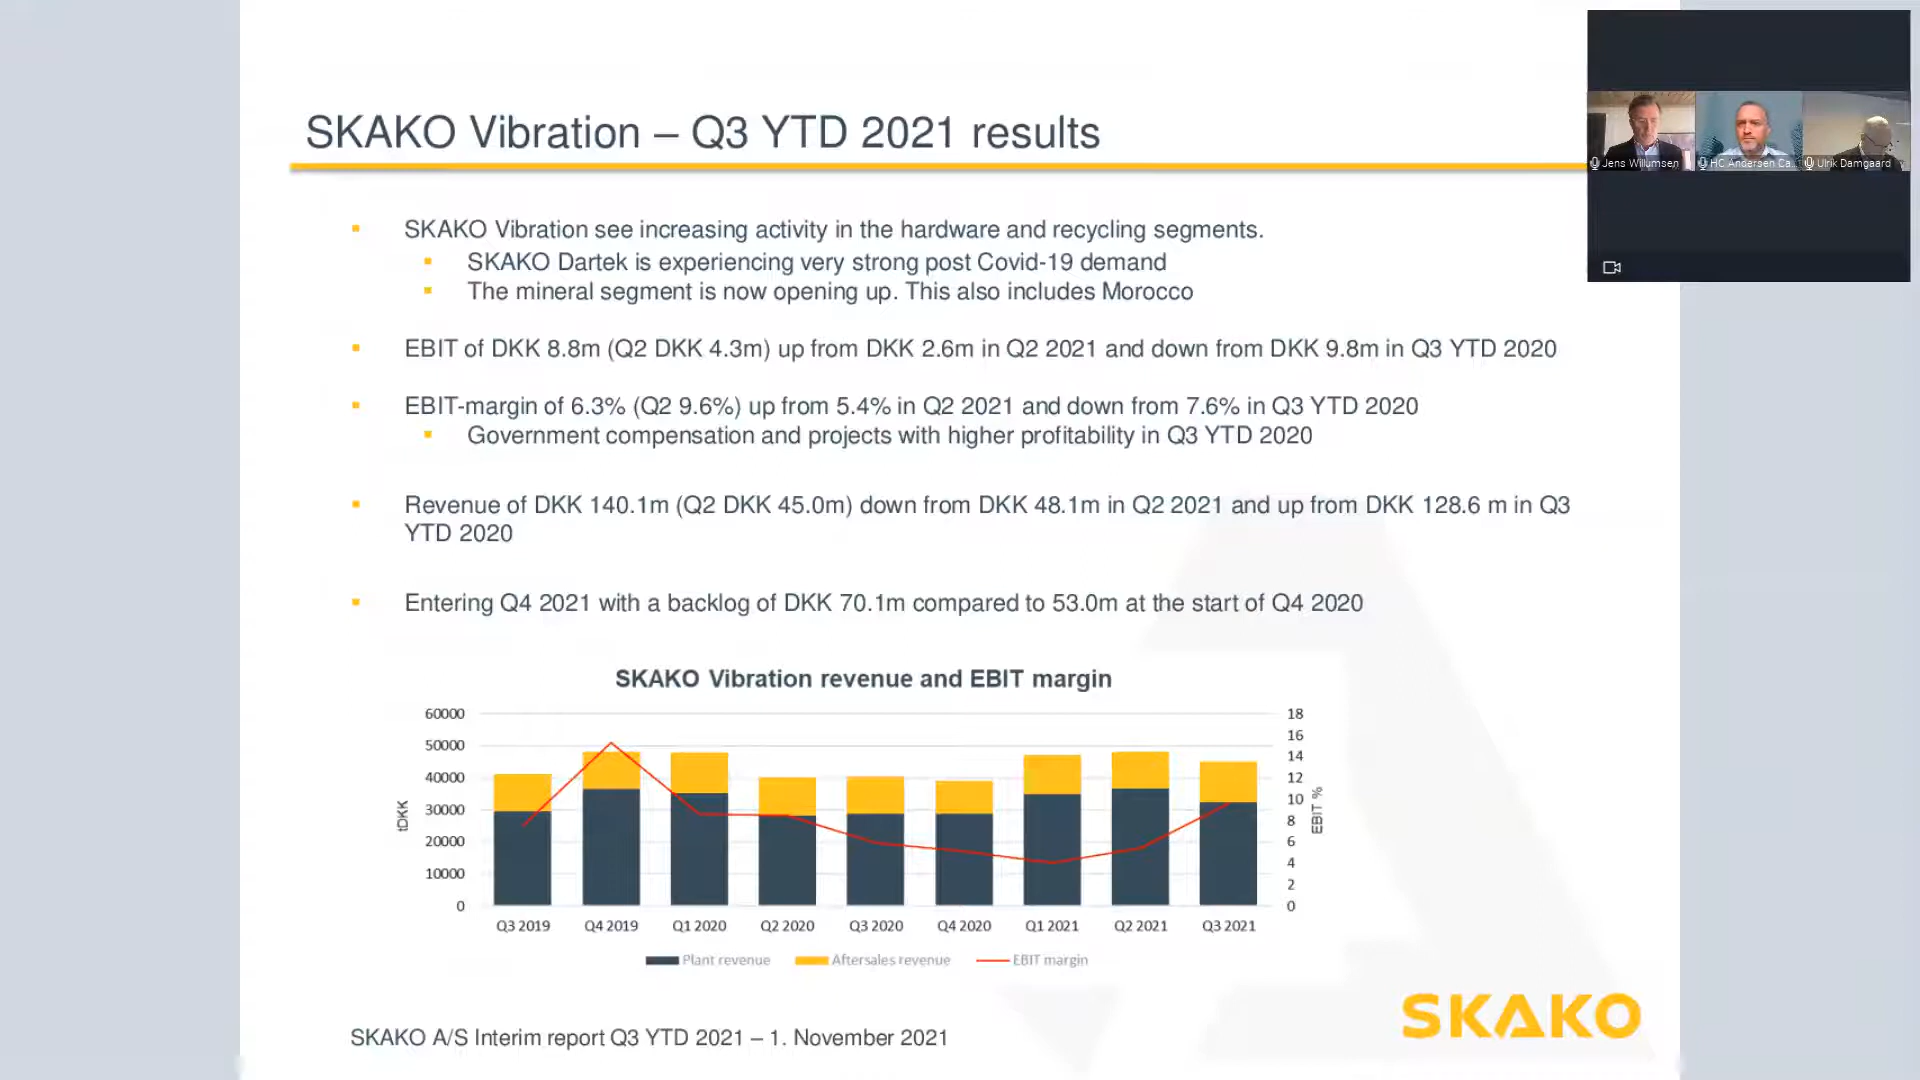 SKAKO Vibration – Q3 YTD 2021 results
Jens Willumsen
HC Andersen Ca...
Ulrik Damgaard
SKAKO Vibration see increasing activity in the hardware and recycling segments.
SKAKO Dartek is experiencing very strong post Covid-19 demand
The mineral segment is now opening up. This also includes Morocco
EBIT of DKK 8.8m (Q2 DKK 4.3m) up from DKK 2.6m in Q2 2021 and down from DKK 9.8m in Q3 YTD 2020
EBIT-margin of 6.3% (Q2 9.6%) up from 5.4% in Q2 2021 and down from 7.6% in Q3 YTD 2020
Government compensation and projects with higher profitability in Q3 YTD 2020
Revenue of DKK 140.1m (Q2 DKK 45.0m) down from DKK 48.1m in Q2 2021 and up from DKK 128.6 m in Q3
YTD 2020
Entering Q4 2021 with a backlog of DKK 70.1m compared to 53.0m at the start of Q4 2020
SKAKO Vibration revenue and EBIT margin
60000
50000
40000
30000
20000
10000
0
tDKK
18
16
14
12
10
8
6
4
2
0
EBIT %
Q3 2019 Q4 2019 Q1 2020 Q2 2020 Q3 2020 Q4 2020 Q1 2021 Q2 2021 Q3 2021
Plant revenue Aftersales revenue EBIT margin
SKAKO
SKAKO A/S Interim report Q3 YTD 2021 – 1. November 2021